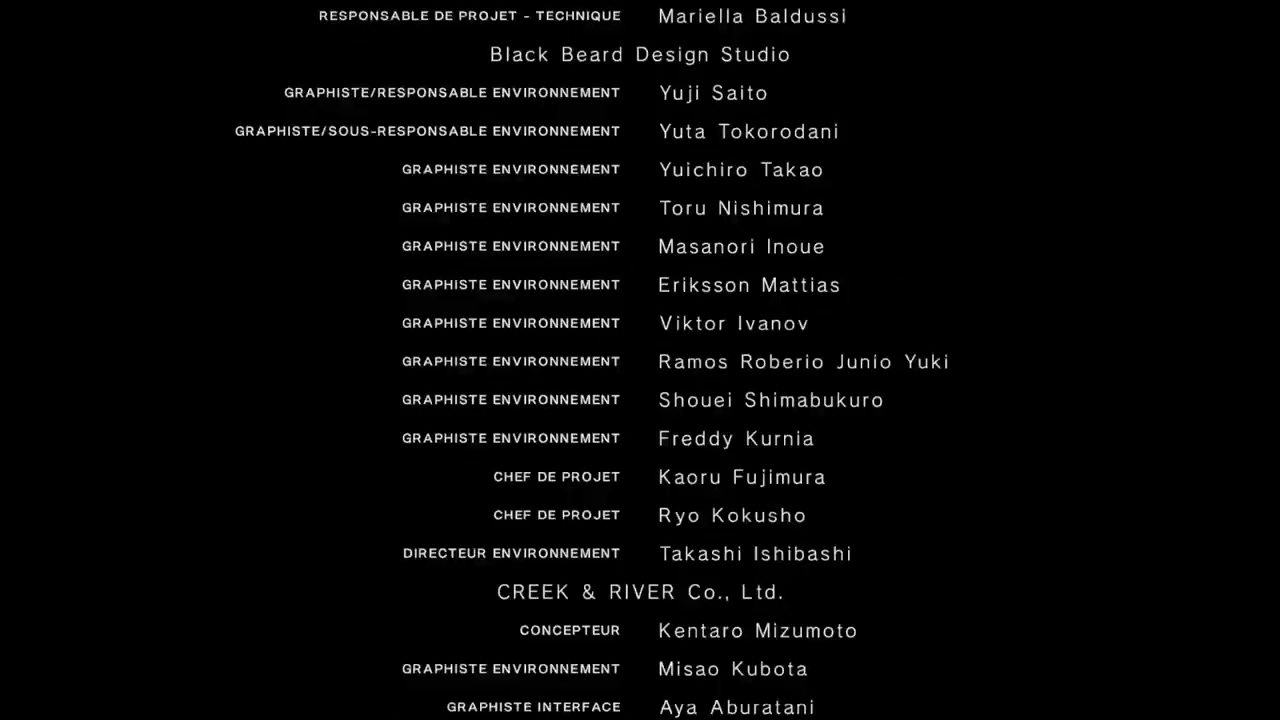 RESPONSABLE DE PROJET - TECHNIQUE Mariella Baldussi
Black Beard Design Studio
GRAPHISTE/RESPONSABLE ENVIRONNEMENT Yuji Saito
GRAPHISTE/SOUS-RESPONSABLE ENVIRONNEMENT Yuta Tokorodani
GRAPHISTE ENVIRONNEMENT Yuichiro Takao
GRAPHISTE ENVIRONNEMENT Toru Nishimura
GRAPHISTE ENVIRONNEMENT Masanori Inoue
GRAPHISTE ENVIRONNEMENT Eriksson Mattias
GRAPHISTE ENVIRONNEMENT Viktor Ivanov
GRAPHISTE ENVIRONNEMENT Ramos Roberio Junio Yuki
GRAPHISTE ENVIRONNEMENT Shouei Shimabukuro
GRAPHISTE ENVIRONNEMENT Freddy Kurnia
CHEF DE PROJET Kaoru Fujimura
CHEF DE PROJET Ryo Kokusho
DIRECTEUR ENVIRONNEMENT Takashi Ishibashi
CREEK & RIVER Co., Ltd.
CONCEPTEUR Kentaro Mizumoto
GRAPHISTE ENVIRONNEMENT Misao Kubota
GRAPHISTE INTERFACE Aya Aburatani